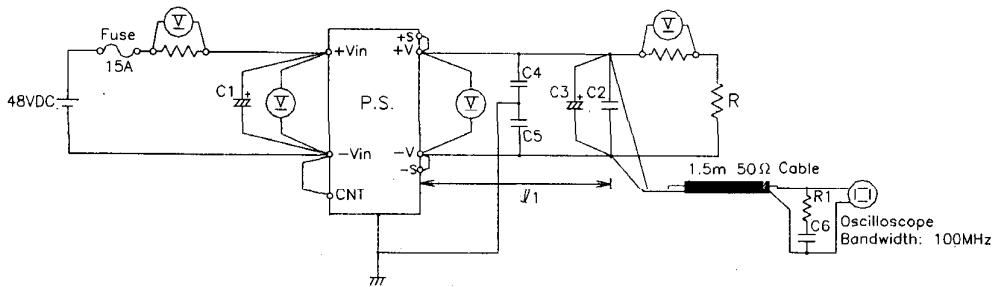 Fuse
15A
48VDC
V
C1
V
+Vin
-Vin
CNT
P.S.
+S
+V
-V
-S
V
C4
C5
C3
C2
V
R
ℓ1
1.5m 50Ω Cable
R1
C6
Oscilloscope
Bandwidth: 100MHz